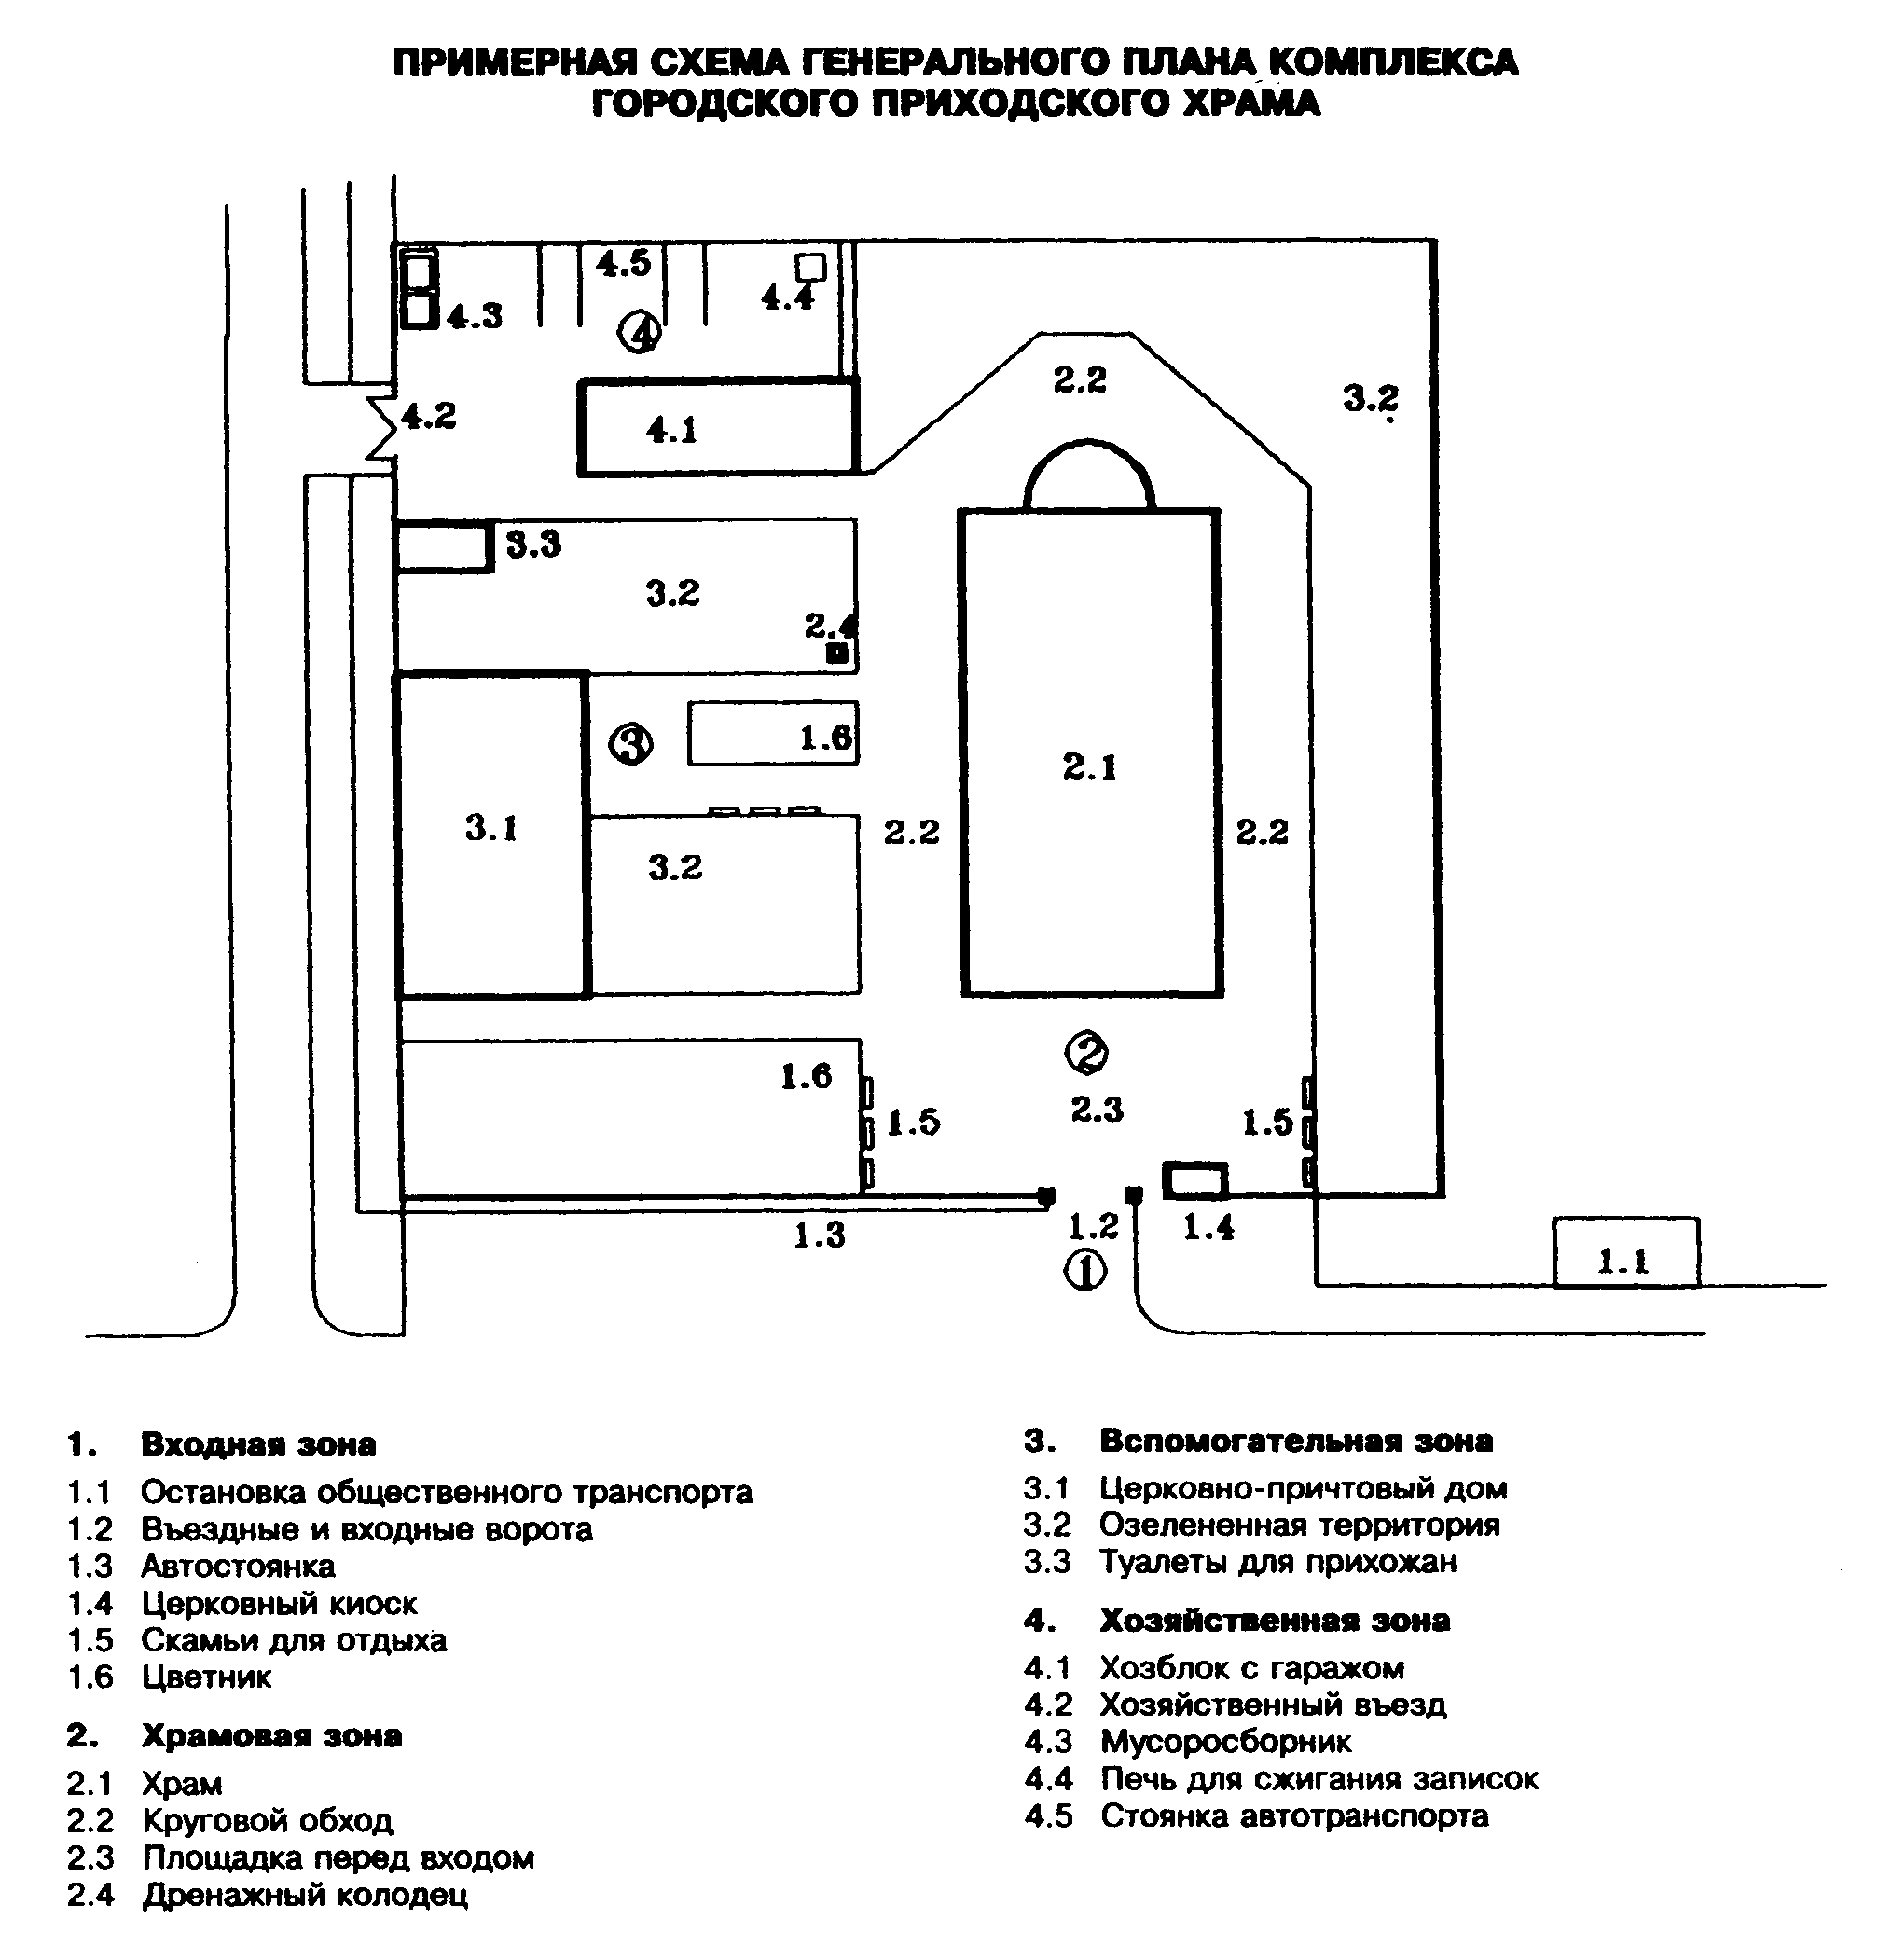 ПРИМЕРНАЯ СХЕМА ГЕНЕРАЛЬНОГО ПЛАНА КОМПЛЕКСА
ГОРОДСКОГО ПРИХОДСКОГО ХРАМА
4.5
4.4
4.3
4
2.2
3.2
4.2
4.1
3.3
3.2
2.4
3
1.6
2.1
3.1
2.2
2.2
3.2
2
1.6
2.3
1.5
1.5
1.3
1.2
1.4
1
1.1
1. Входная зона
1.1 Остановка общественного транспорта
1.2 Въездные и входные ворота
1.3 Автостоянка
1.4 Церковный киоск
1.5 Скамьи для отдыха
1.6 Цветник
2. Храмовая зона
2.1 Храм
2.2 Круговой обход
2.3 Площадка перед входом
2.4 Дренажный колодец
3. Вспомогательная зона
3.1 Церковно-причтовый дом
3.2 Озелененная территория
3.3 Туалеты для прихожан
4. Хозяйственная зона
4.1 Хозблок с гаражом
4.2 Хозяйственный въезд
4.3 Мусоросборник
4.4 Печь для сжигания записок
4.5 Стоянка автотранспорта